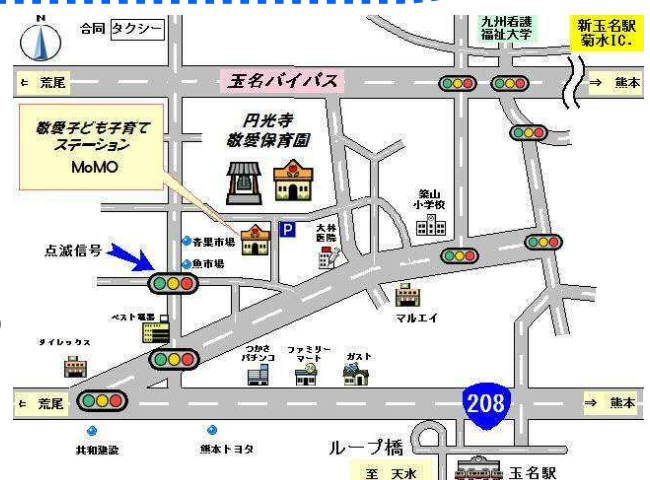 合同 タクシー
九州看護
福祉大学
新玉名駅
菊水IC.
⇐ 荒尾
玉名バイパス
⇒ 熊本
敬愛子ども子育て
ステーション
MoMO
円光寺
敬愛保育園
築山
小学校
P
大林
医院
青果市場
点滅信号
魚市場
マルエイ
ベスト電器
ダイレックス
つかさ
パチンコ
ファミリー
マート
ガスト
⇐ 荒尾
208
⇒ 熊本
共和建設
熊本トヨタ
ループ橋
至 天水
玉名駅